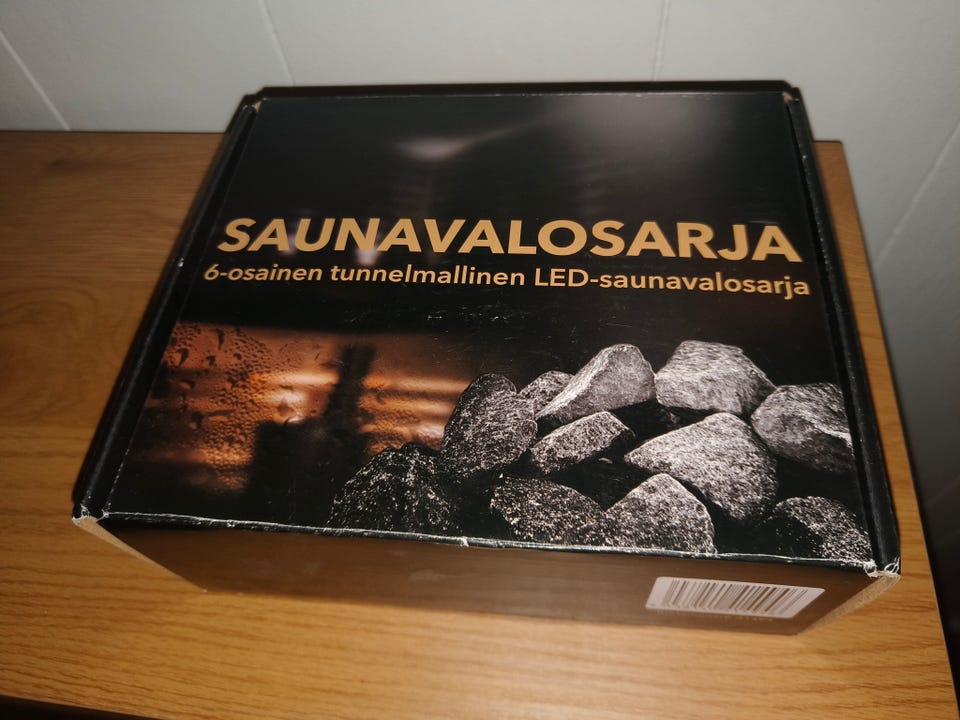 SAUNAVALOSARJA
6-osainen tunnelmallinen LED-saunavalosarja